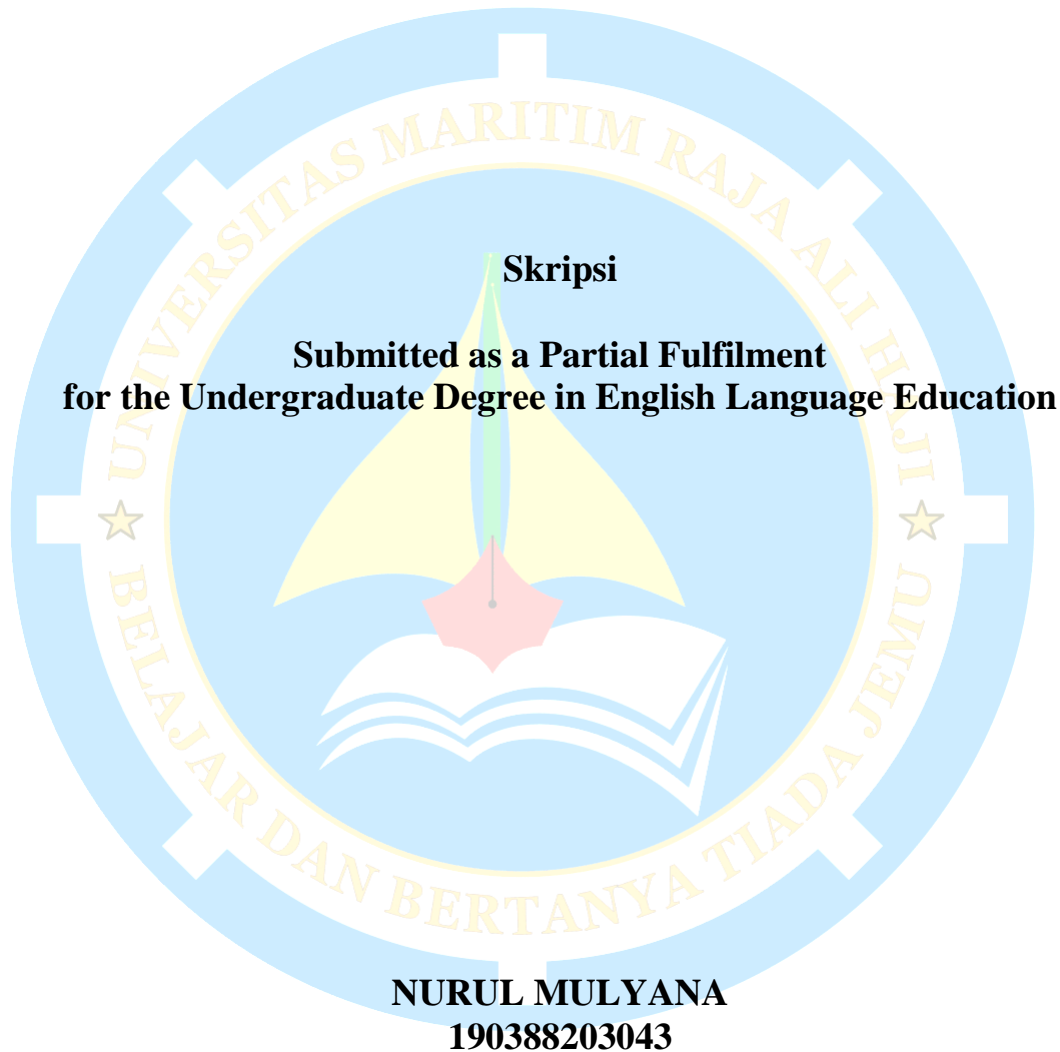 UNIVERSITAS MARITIM RAJA ALI HAJI
Skripsi
Submitted as a Partial Fulfilment
for the Undergraduate Degree in English Language Education
BELAJAR DAN BERTANYA TIADA JEMU
NURUL MULYANA
190388203043